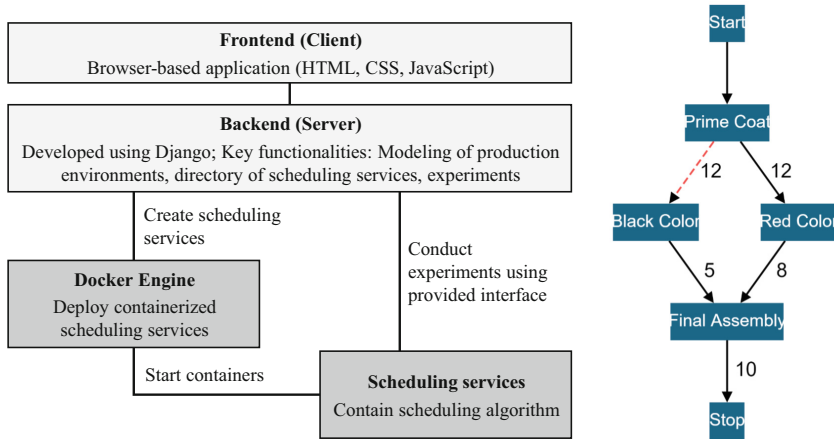 Frontend (Client)
Browser-based application (HTML, CSS, JavaScript)
Backend (Server)
Developed using Django; Key functionalities: Modeling of production
environments, directory of scheduling services, experiments
Create scheduling
services
Conduct
experiments using
provided interface
Docker Engine
Deploy containerized
scheduling services
Start containers
Scheduling services
Contain scheduling algorithm
Start
Prime Coat
12
12
Black Color
Red Color
5
8
Final Assembly
10
Stop